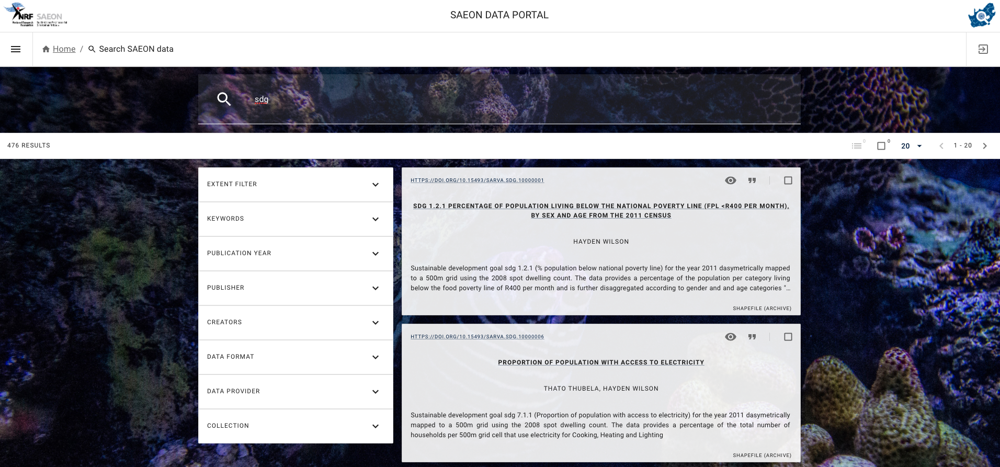 NRF SAEON
SAEON DATA PORTAL
Home / Search SAEON data
sdg
476 RESULTS
0
0
20
1 - 20
EXTENT FILTER
KEYWORDS
PUBLICATION YEAR
PUBLISHER
CREATORS
DATA FORMAT
DATA PROVIDER
COLLECTION
HTTPS://DOI.ORG/10.15493/SARVA.SDG.10000001
SDG 1.2.1 PERCENTAGE OF POPULATION LIVING BELOW THE NATIONAL POVERTY LINE (FPL <R400 PER MONTH),
BY SEX AND AGE FROM THE 2011 CENSUS
HAYDEN WILSON
Sustainable development goal sdg 1.2.1 (% population below national poverty line) for the year 2011 dasymetrically mapped
to a 500m grid using the 2008 spot dwelling count. The data provides a percentage of the population per category living
below the food poverty line of R400 per month and is further disaggregated according to gender and and age categories "...
SHAPEFILE (ARCHIVE)
HTTPS://DOI.ORG/10.15493/SARVA.SDG.10000006
PROPORTION OF POPULATION WITH ACCESS TO ELECTRICITY
THATO THUBELA, HAYDEN WILSON
Sustainable development goal sdg 7.1.1 (Proportion of population with access to electricity) for the year 2011 dasymetrically
mapped to a 500m grid using the 2008 spot dwelling count. The data provides a percentage of the total number of
households per 500m grid cell that use electricity for Cooking, Heating and Lighting
SHAPEFILE (ARCHIVE)